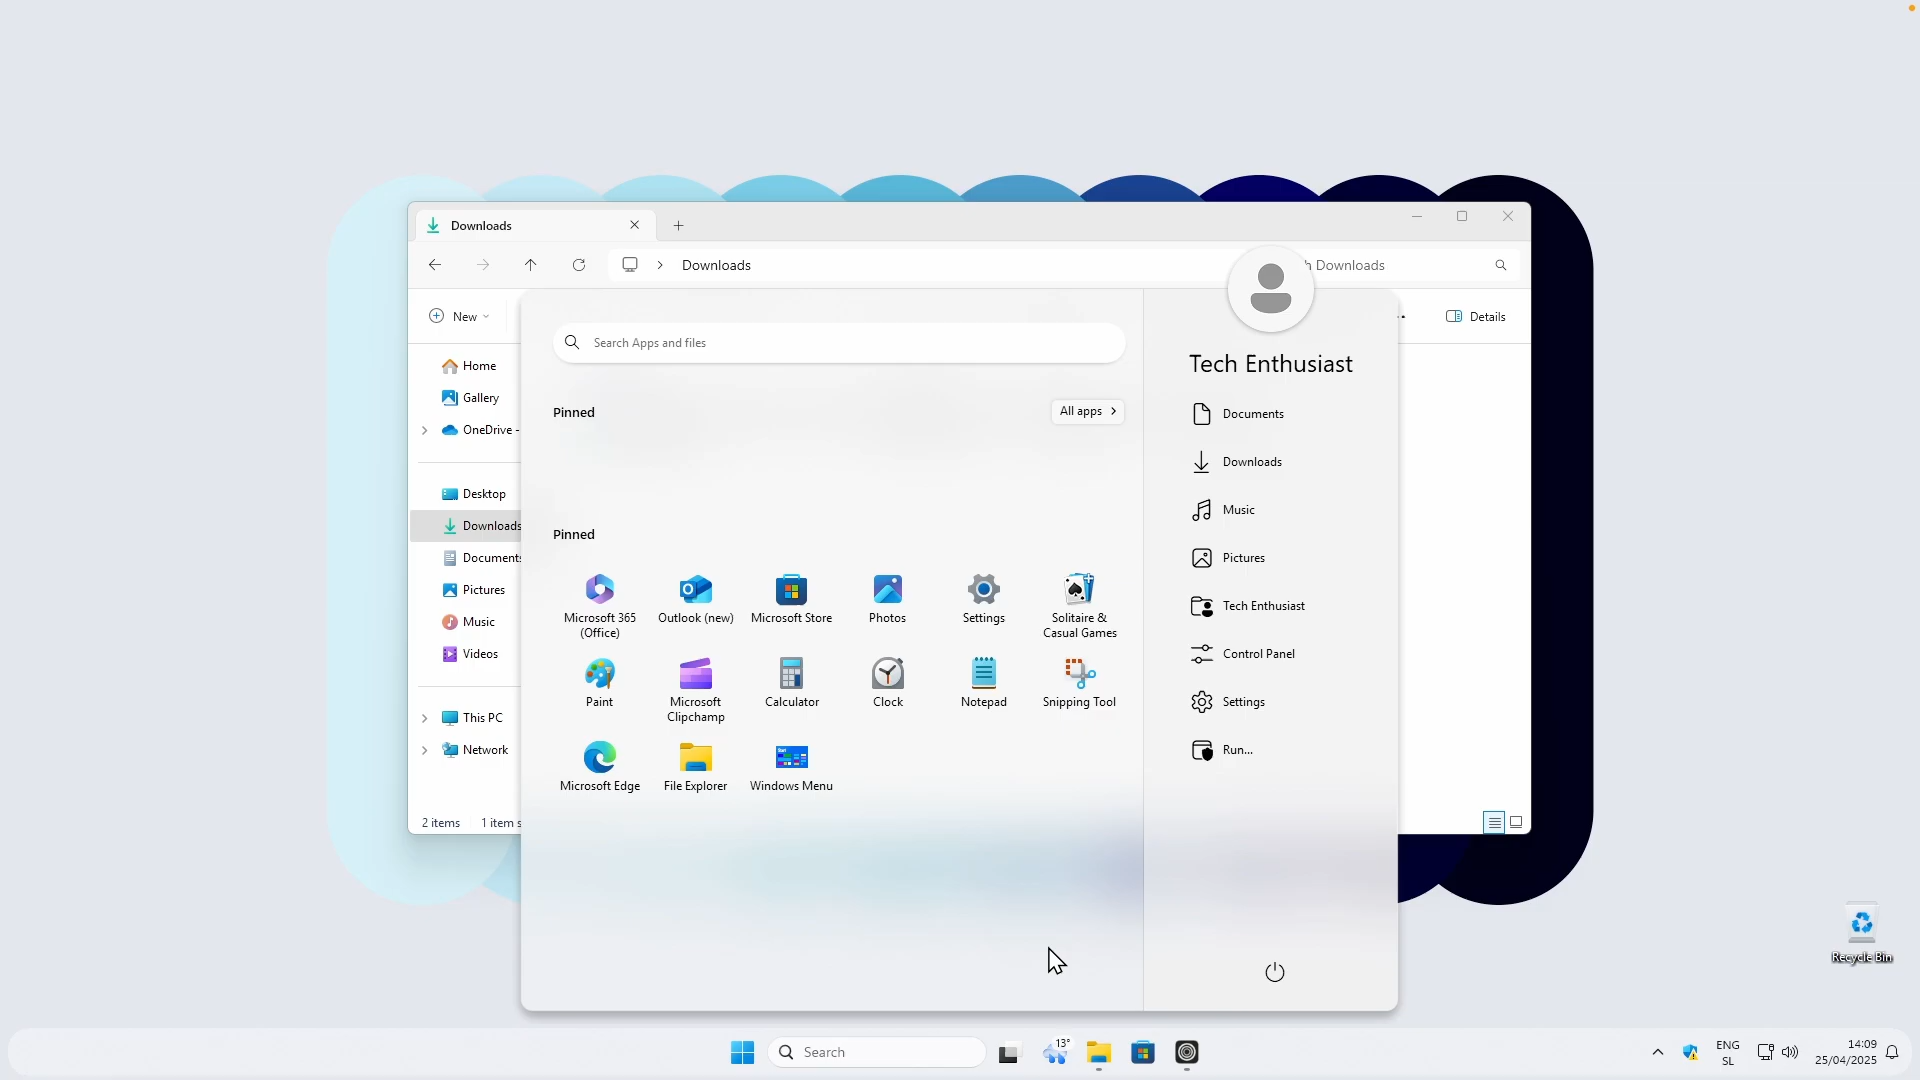 Downloads
Downloads
h Downloads
New
Details
Home
Gallery
OneDrive -
Desktop
Downloads
Documents
Pictures
Music
Videos
This PC
Network
2 items
1 item s
Search Apps and files
Pinned
All apps
Pinned
Microsoft 365
(Office)
Outlook (new)
Microsoft Store
Photos
Settings
Solitaire &
Casual Games
Paint
Microsoft
Clipchamp
Calculator
Clock
Notepad
Snipping Tool
Microsoft Edge
File Explorer
Start
Windows Menu
Tech Enthusiast
Documents
Downloads
Music
Pictures
Tech Enthusiast
Control Panel
Settings
Run...
Recycle Bin
Search
13°
ENG
SL
14:09
25/04/2025